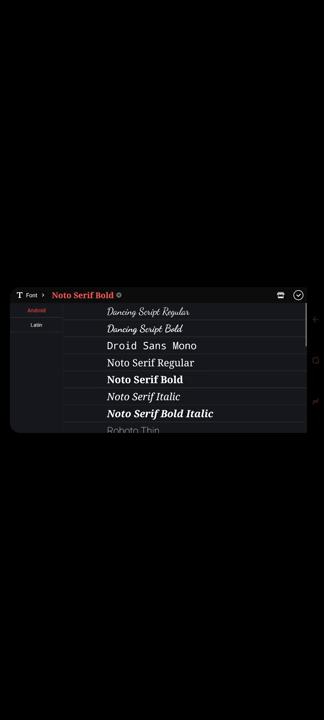 T Font > Noto Serif Bold
Android
Latin
Dancing Script Regular
Dancing Script Bold
Droid Sans Mono
Noto Serif Regular
Noto Serif Bold
Noto Serif Italic
Noto Serif Bold Italic
Roboto Thin